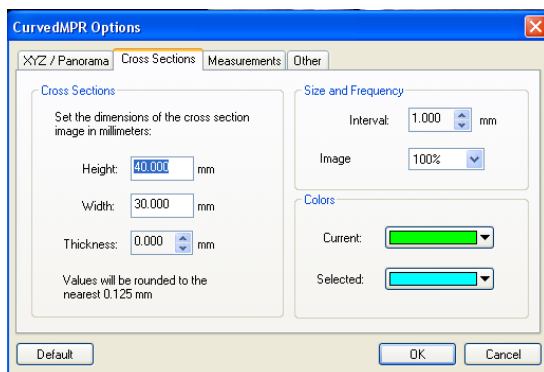 CurvedMPR Options
XYZ / Panorama Cross Sections Measurements Other
Cross Sections
Set the dimensions of the cross section
image in millimeters:
Height: 40.000 mm
Width: 30.000 mm
Thickness: 0.000 mm
Values will be rounded to the
nearest 0.125 mm
Size and Frequency
Interval: 1.000 mm
Image 100%
Colors
Current:
Selected:
Default OK Cancel